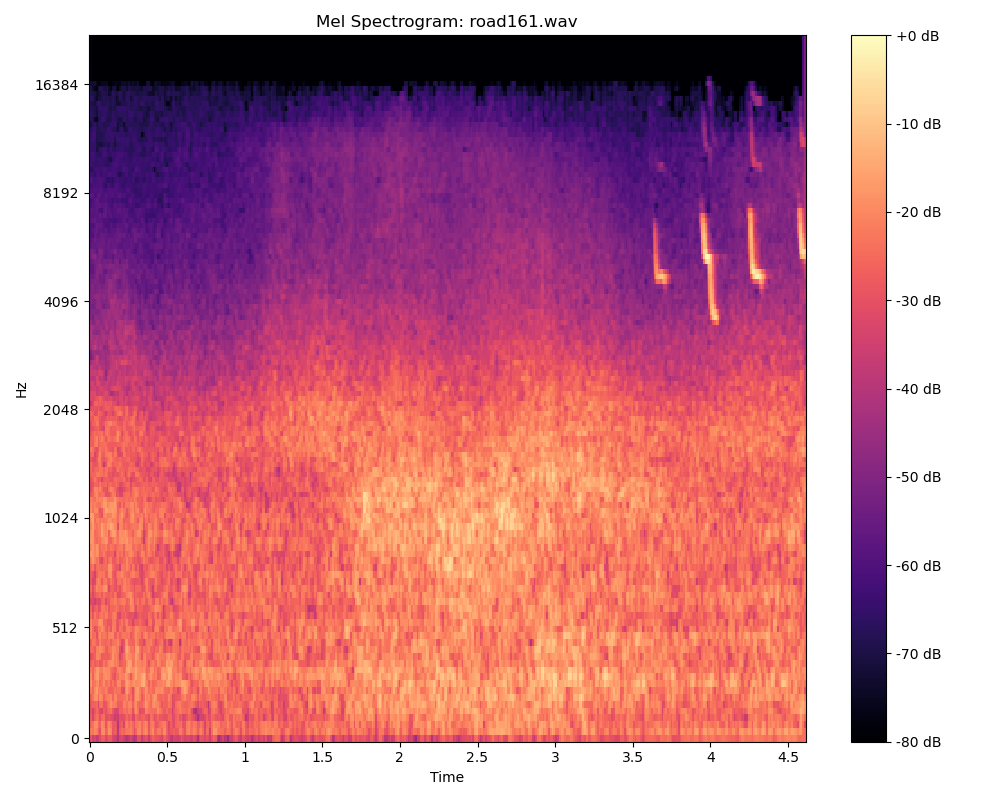 Mel Spectrogram: road161.wav
+0 dB
16384
-10 dB
8192
-20 dB
4096
-30 dB
Hz
2048
-40 dB
-50 dB
1024
-60 dB
512
-70 dB
0
-80 dB
0 0.5 1 1.5 2 2.5 3 3.5 4 4.5
Time